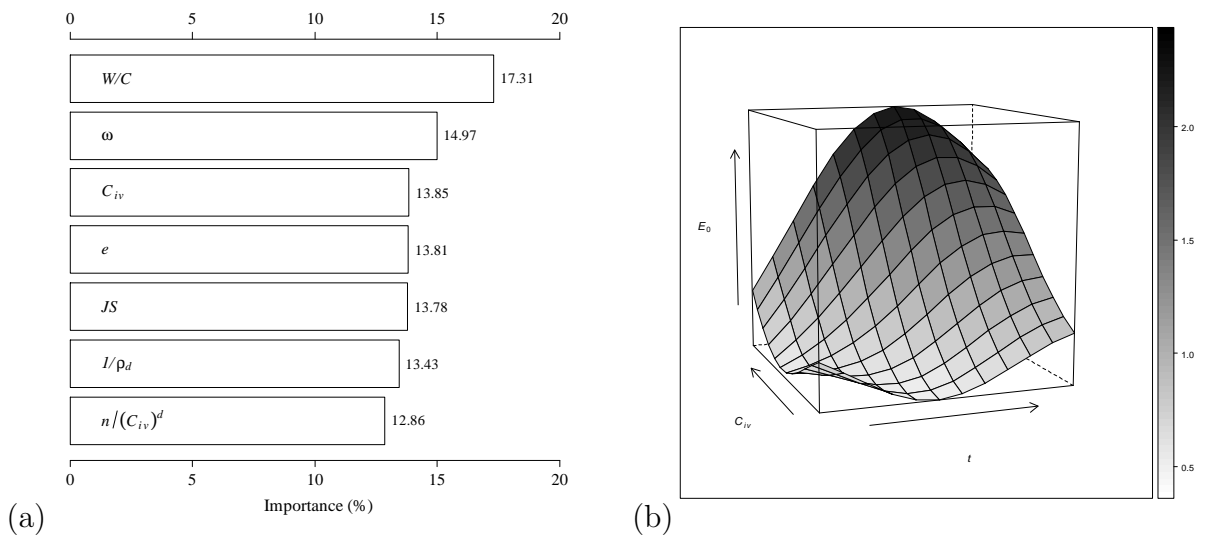 0 5 10 15 20
W/C 17.31
ω 14.97
C_iv 13.85
e 13.81
JS 13.78
1/ρ_d 13.43
n/(C_iv)^d 12.86
0 5 10 15 20
Importance (%)
(a)
E_0
C_iv
t
2.0
1.5
1.0
0.5
(b)